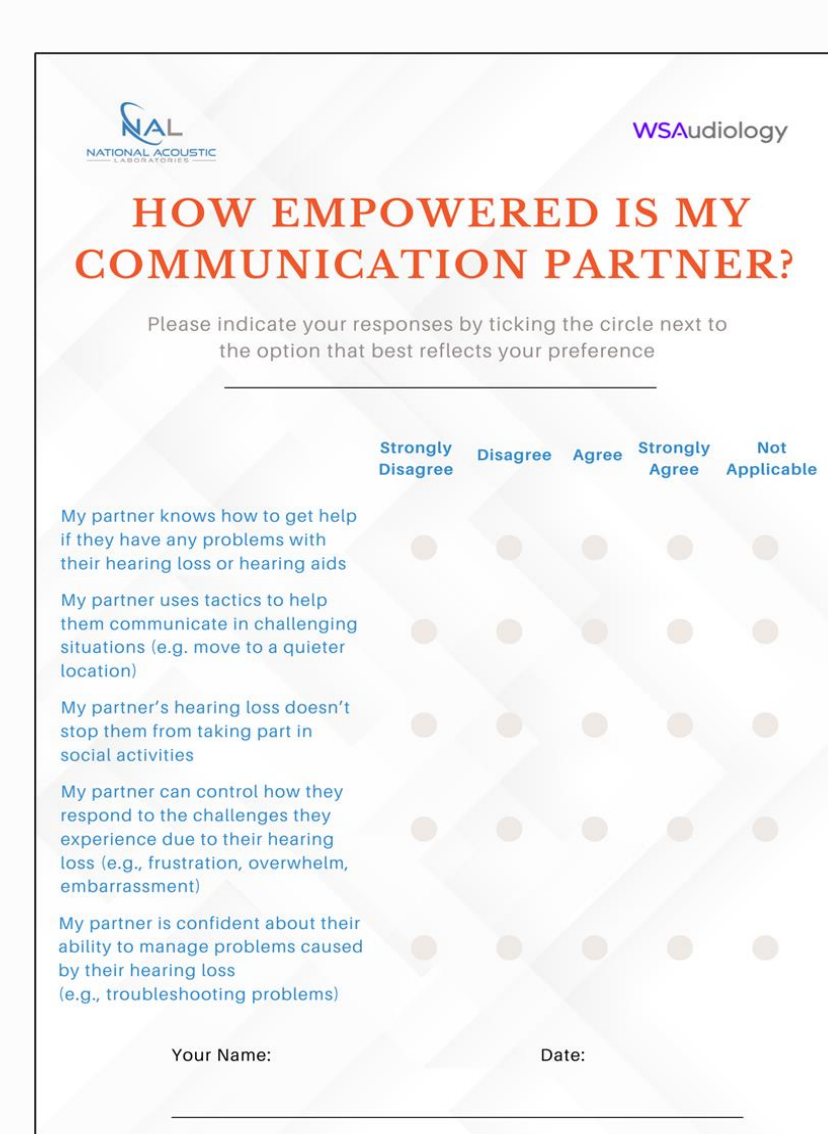 NAL
NATIONAL ACOUSTIC
LABORATORIES
WSAudiology
HOW EMPOWERED IS MY
COMMUNICATION PARTNER?
Please indicate your responses by ticking the circle next to
the option that best reflects your preference
Strongly Disagree Disagree Agree Strongly Agree Not Applicable
My partner knows how to get help
if they have any problems with
their hearing loss or hearing aids
My partner uses tactics to help
them communicate in challenging
situations (e.g. move to a quieter
location)
My partner’s hearing loss doesn’t
stop them from taking part in
social activities
My partner can control how they
respond to the challenges they
experience due to their hearing
loss (e.g., frustration, overwhelm,
embarrassment)
My partner is confident about their
ability to manage problems caused
by their hearing loss
(e.g., troubleshooting problems)
Your Name: Date: